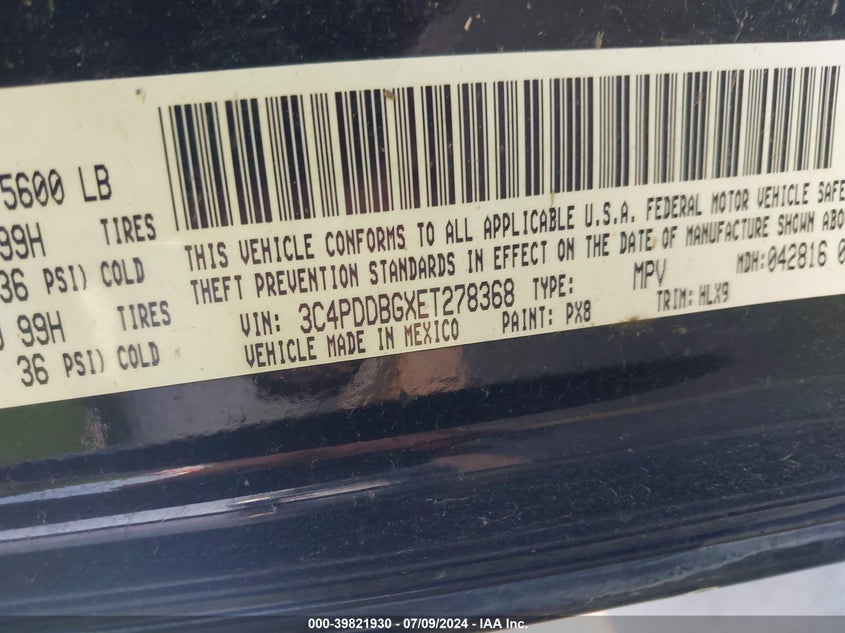 5600 LB
99H TIRES
36 PSI) COLD
99H TIRES
36 PSI) COLD
THIS VEHICLE CONFORMS TO ALL APPLICABLE U.S.A. FEDERAL MOTOR VEHICLE SAFE
THEFT PREVENTION STANDARDS IN EFFECT ON THE DATE OF MANUFACTURE SHOWN ABO
VIN: 3C4PDDBGXET278368 TYPE: MPV MDH:042816 0
VEHICLE MADE IN MEXICO PAINT: PX8 TRIM: HLX9
000-39821930 - 07/09/2024 - IAA Inc.